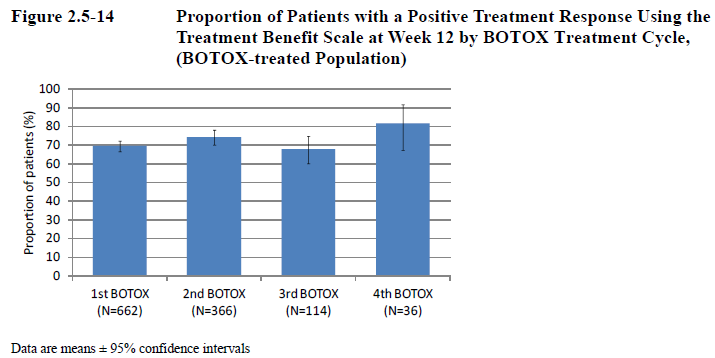 Figure 2.5-14 Proportion of Patients with a Positive Treatment Response Using the
Treatment Benefit Scale at Week 12 by BOTOX Treatment Cycle,
(BOTOX-treated Population)
Proportion of patients (%)
100
90
80
70
60
50
40
30
20
10
0
1st BOTOX 2nd BOTOX 3rd BOTOX 4th BOTOX
(N=662) (N=366) (N=114) (N=36)
Data are means ± 95% confidence intervals